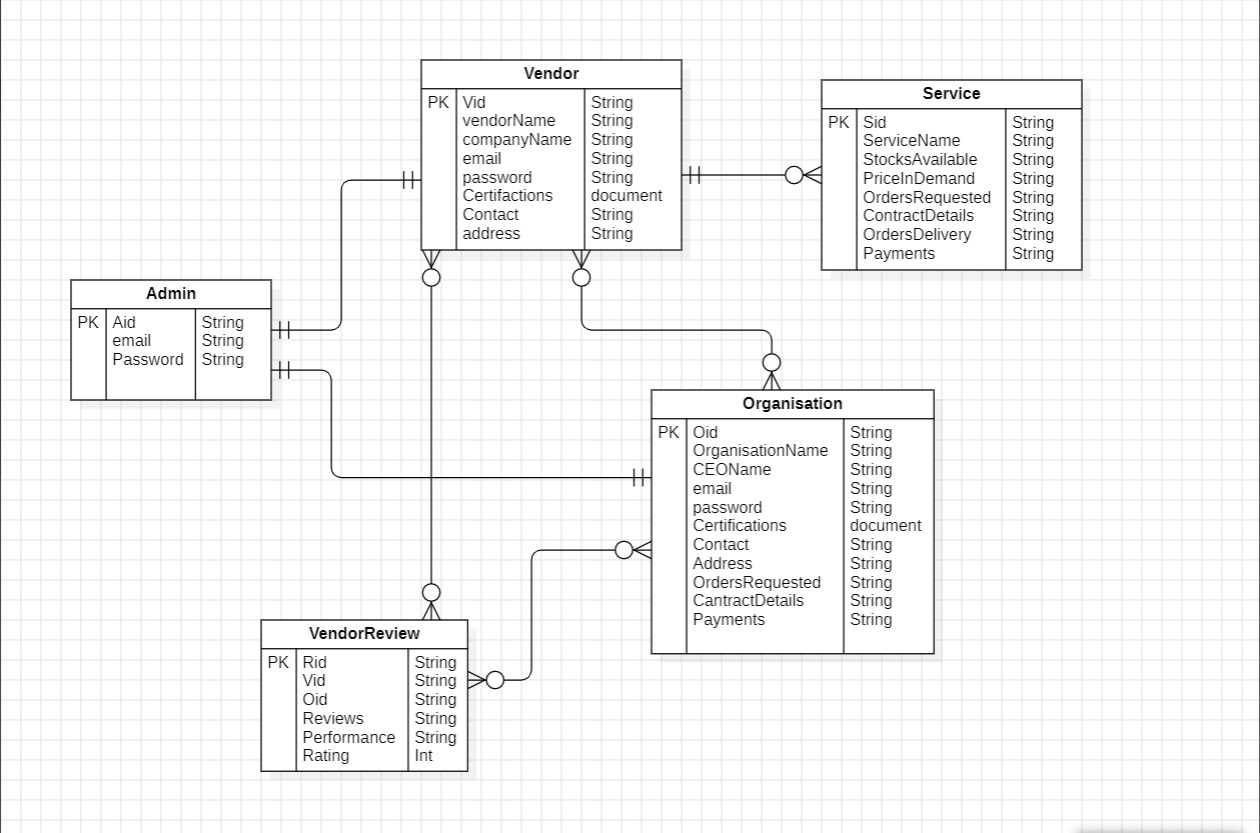 Vendor
PK Vid String
vendorName String
companyName String
email String
password String
Certifactions document
Contact String
address String
Service
PK Sid String
ServiceName String
StocksAvailable String
PriceInDemand String
OrdersRequested String
ContractDetails String
OrdersDelivery String
Payments String
Admin
PK Aid String
email String
Password String
Organisation
PK Oid String
OrganisationName String
CEOName String
email String
password String
Certifications document
Contact String
Address String
OrdersRequested String
CantractDetails String
Payments String
VendorReview
PK Rid String
Vid String
Oid String
Reviews String
Performance String
Rating Int